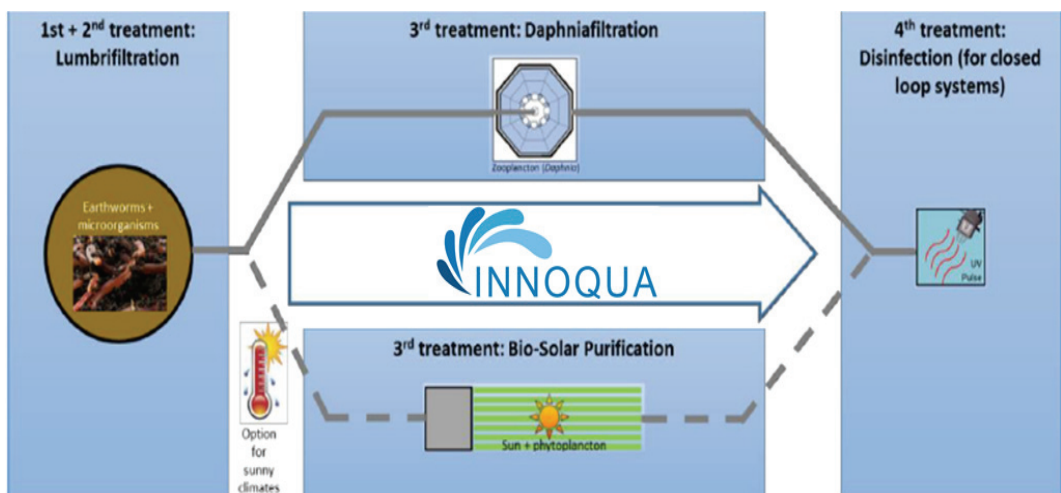 1st + 2nd treatment:
Lumbrifiltration
Earthworms +
microorganisms
3rd treatment: Daphniafiltration
Zooplancton (Daphnia)
INNOQUA
Option
for
sunny
climates
3rd treatment: Bio-Solar Purification
Sun + phytoplancton
4th treatment:
Disinfection (for closed
loop systems)
UV
Pulse